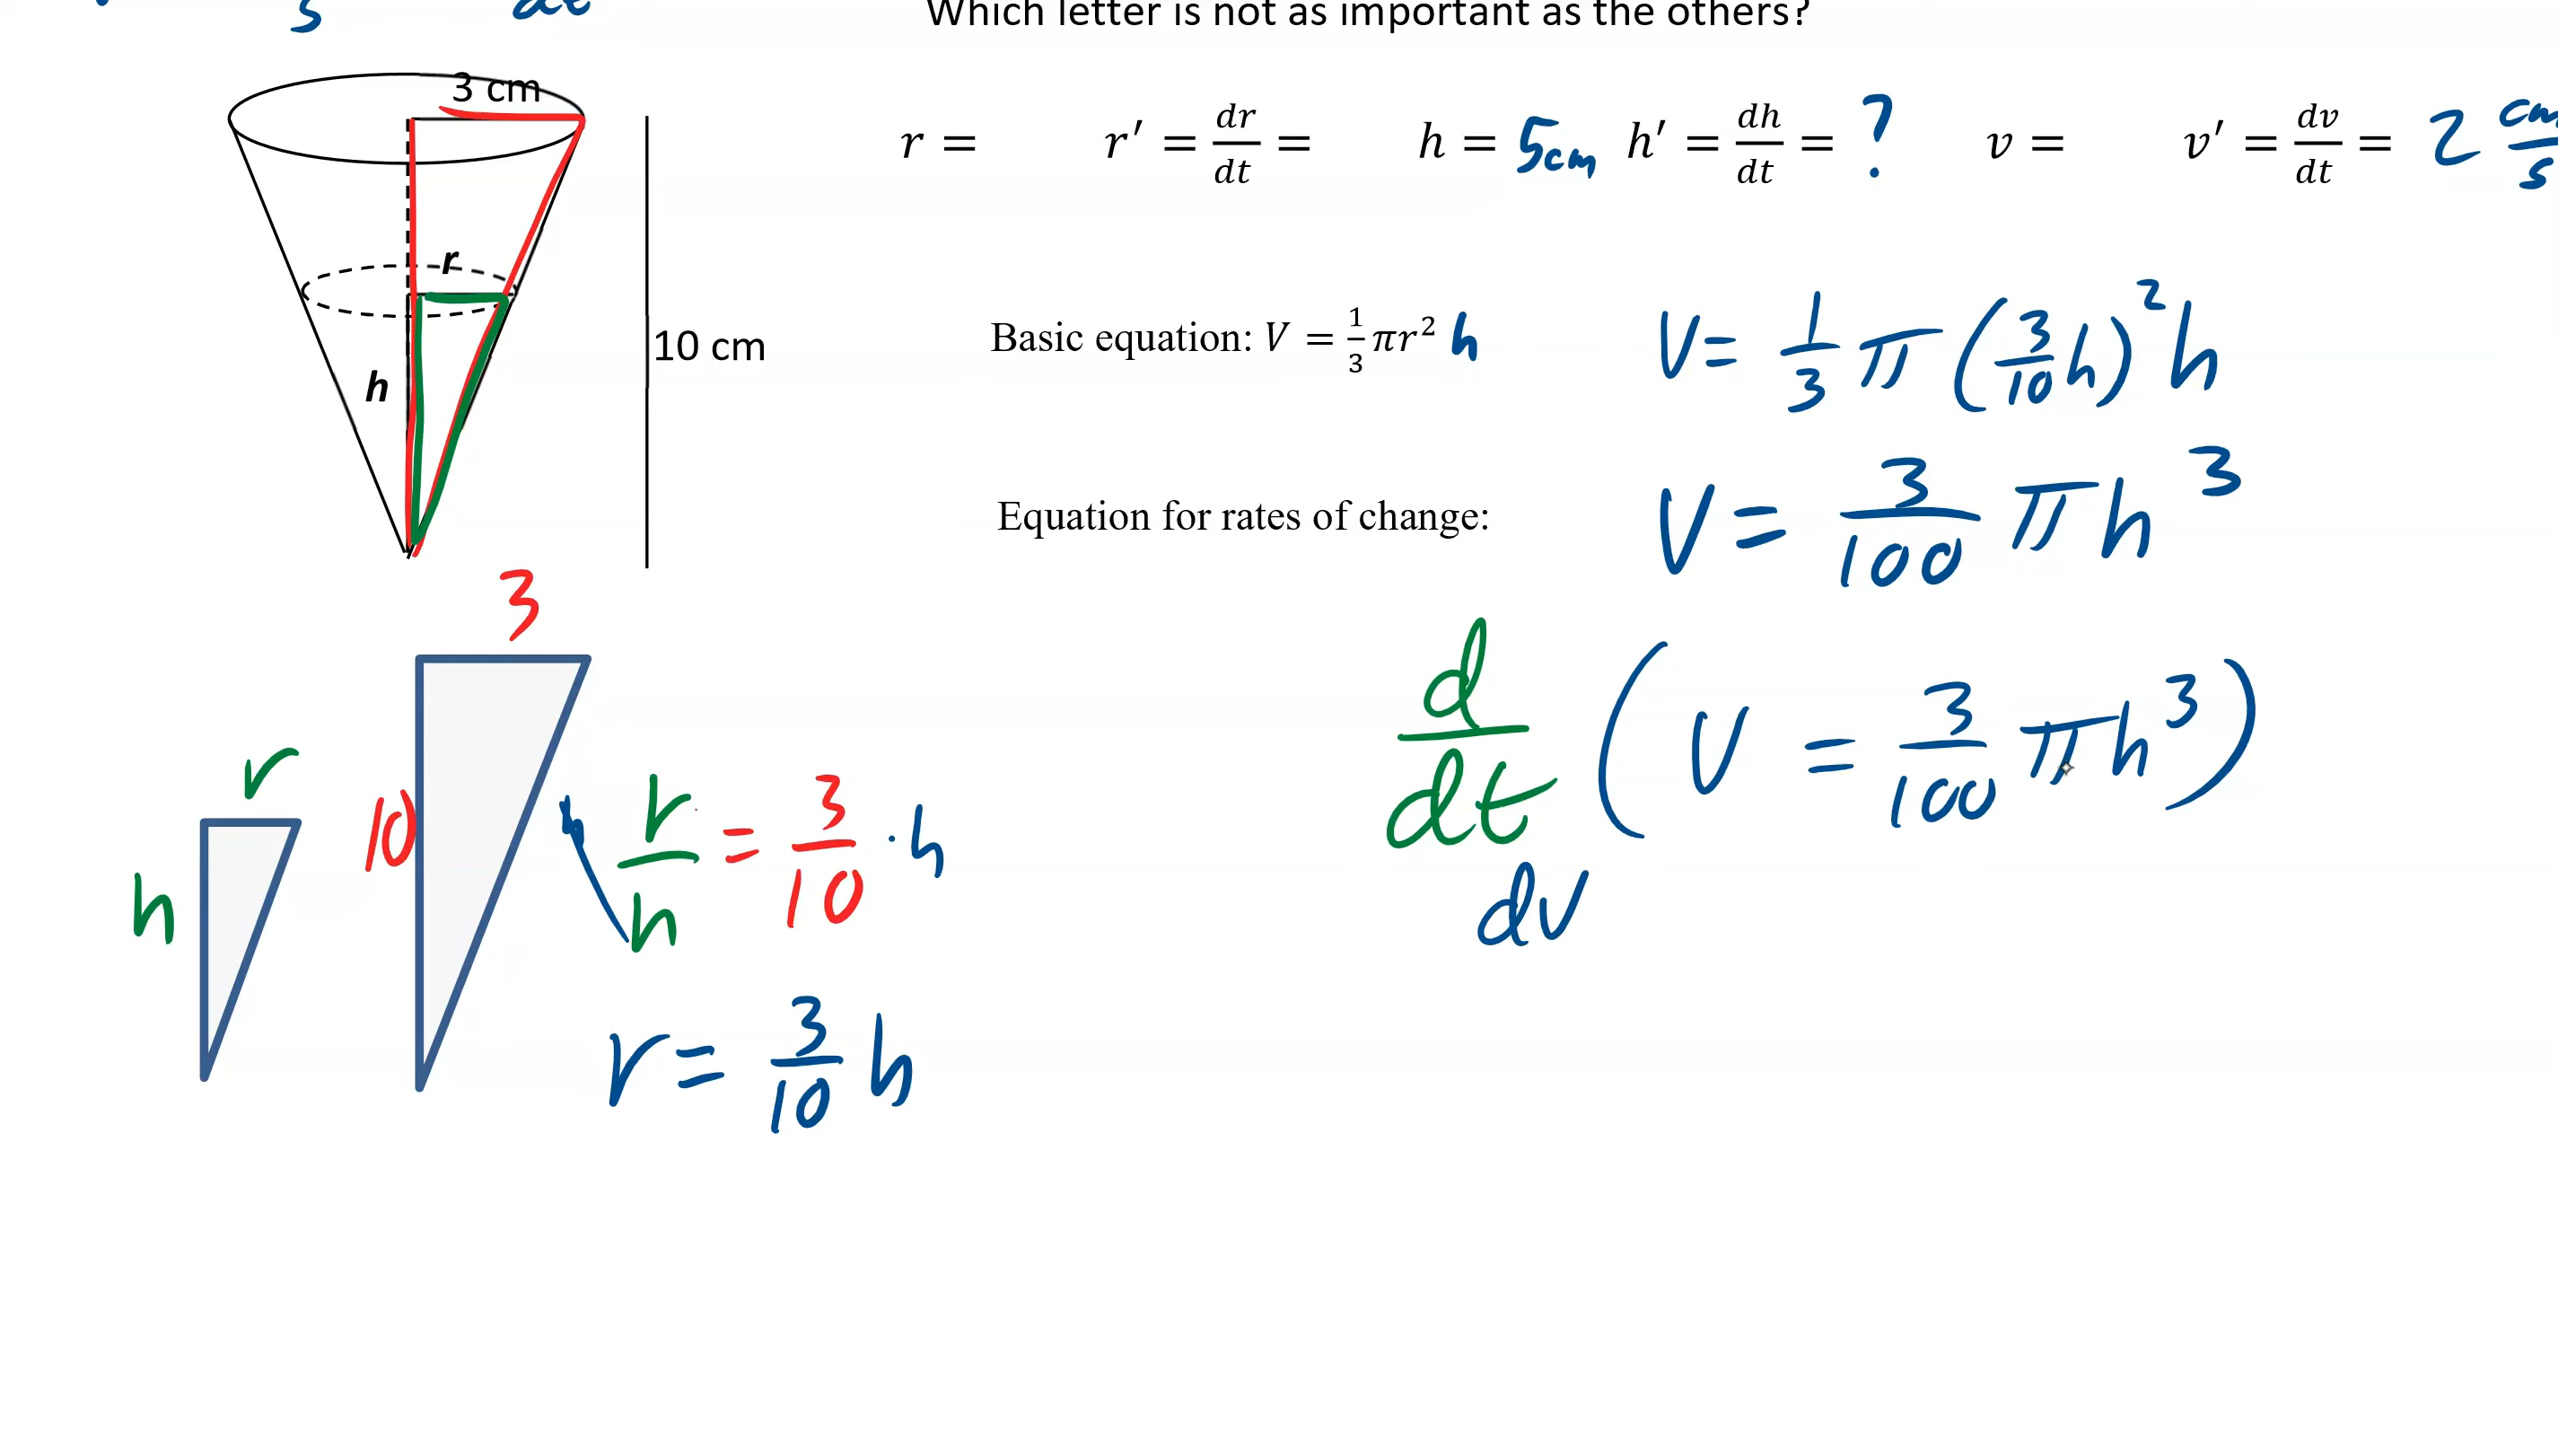 s dt
Which letter is not as important as the others?
3 cm
r = r′ = dr/dt = h = 5cm h′ = dh/dt = ? v = v′ = dv/dt = 2 cm/s
r
h
10 cm
Basic equation: V = 1/3 πr² h
V = 1/3 π (3/10 h)² h
Equation for rates of change:
V = 3/100 π h³
3
10
r
h
h r/h = 3/10 · h
r = 3/10 h
d/dt ( V = 3/100 π h³ )
dv